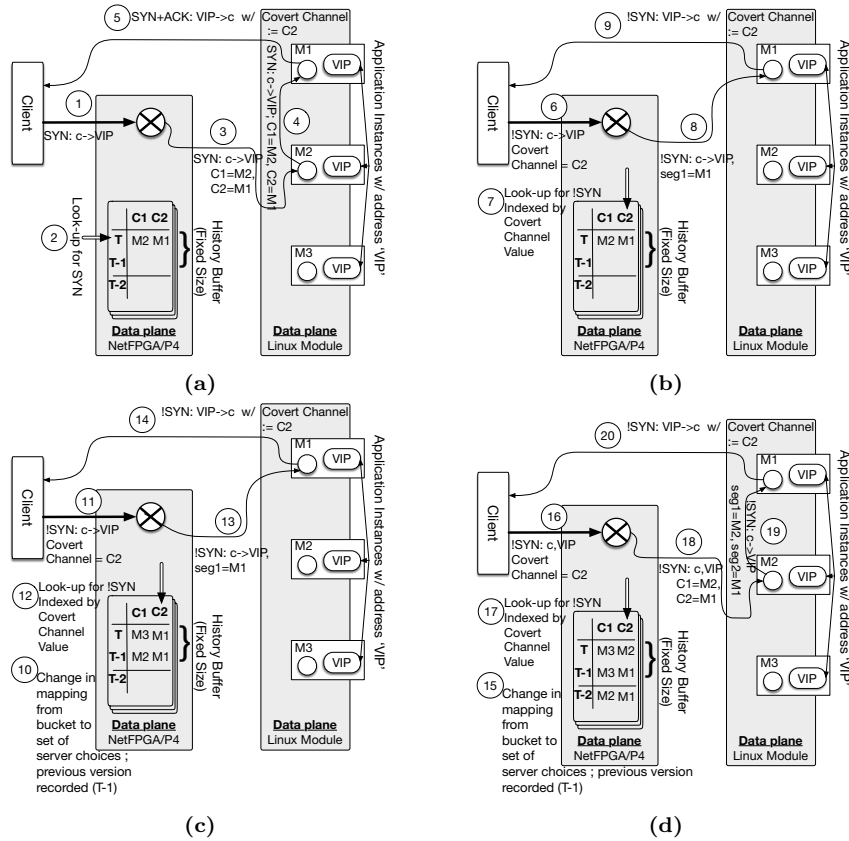 5 SYN+ACK: VIP->c w/ Covert Channel
:= C2
M1
VIP
Client
1
SYN: c->VIP
3
SYN: c->VIP,
C1=M2,
C2=M1
4
SYN: c->VIP; C1=M2, C2=M1
M2
VIP
M3
VIP
Application Instances w/ address 'VIP'
2
Look-up for SYN
C1 C2
T M2 M1
T-1
T-2
History Buffer
(Fixed Size)
Data plane
NetFPGA/P4
Data plane
Linux Module
(a)
9
!SYN: VIP->c w/ Covert Channel
:= C2
M1
VIP
Client
6
!SYN: c->VIP
Covert
Channel = C2
8
!SYN: c->VIP,
seg1=M1
M2
VIP
M3
VIP
Application Instances w/ address 'VIP'
7 Look-up for !SYN
Indexed by
Covert
Channel
Value
C1 C2
T M2 M1
T-1
T-2
History Buffer
(Fixed Size)
Data plane
NetFPGA/P4
Data plane
Linux Module
(b)
14 !SYN: VIP->c w/ Covert Channel
:= C2
M1
VIP
Client
11
!SYN: c->VIP
Covert
Channel = C2
13
!SYN: c->VIP,
seg1=M1
M2
VIP
M3
VIP
Application Instances w/ address 'VIP'
12 Look-up for !SYN
Indexed by
Covert
Channel
Value
C1 C2
T M3 M1
T-1 M2 M1
T-2
History Buffer
(Fixed Size)
10 Change in
mapping
from
bucket to
set of
server choices ;
previous version
recorded (T-1)
Data plane
NetFPGA/P4
Data plane
Linux Module
(c)
20 !SYN: VIP->c w/ Covert Channel
:= C2
M1
VIP
Client
16
!SYN: c,VIP
Covert
Channel = C2
18
!SYN: c,VIP
C1=M2,
C2=M1
19
!SYN: c->VIP
seg1=M2, seg2=M1
M2
VIP
M3
VIP
Application Instances w/ address 'VIP'
17 Look-up for !SYN
Indexed by
Covert
Channel
Value
C1 C2
T M3 M2
T-1 M3 M1
T-2 M2 M1
History Buffer
(Fixed Size)
15 Change in
mapping
from
bucket to
set of
server choices ; previous version
recorded (T-1)
Data plane
NetFPGA/P4
Data plane
Linux Module
(d)